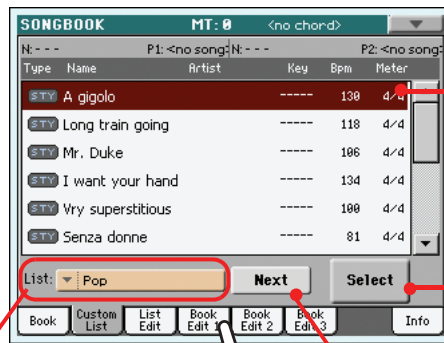 SONGBOOK MT: 0 <no chord>
N:--- P1: <no song> N:--- P2: <no song>
Type Name Artist Key Bpm Meter
STY A gigolo ----- 130 4/4
STY Long train going ----- 118 4/4
STY Mr. Duke ----- 106 4/4
STY I want your hand ----- 134 4/4
STY Vry superstitious ----- 100 4/4
STY Senza donne ----- 81 4/4
List: Pop Next Select
Book Custom List List Edit Book Edit 1 Book Edit 2 Book Edit 3 Info